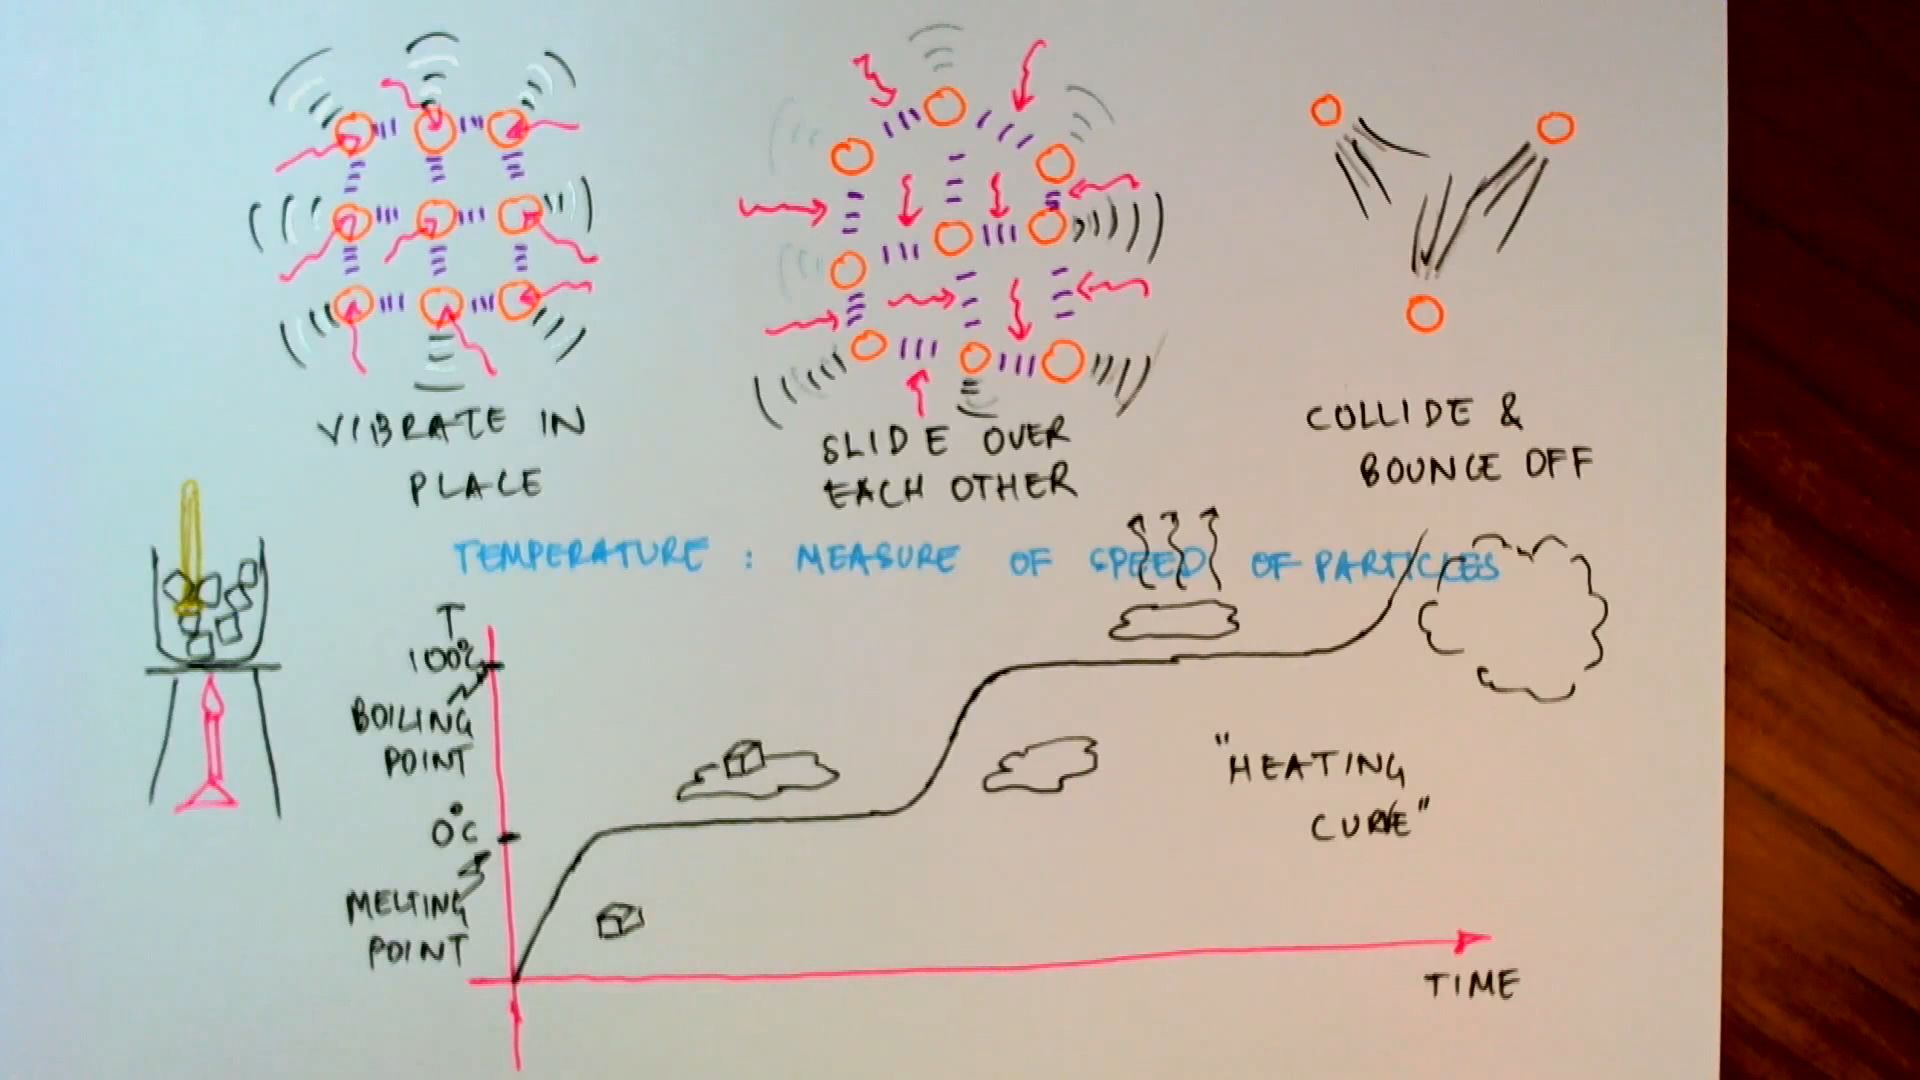 VIBRATE IN
PLACE
SLIDE OVER
EACH OTHER
COLLIDE &
BOUNCE OFF
TEMPERATURE : MEASURE OF SPEED OF PARTICLES
T
100°C
BOILING
POINT
0°C
MELTING
POINT
"HEATING
CURVE"
TIME